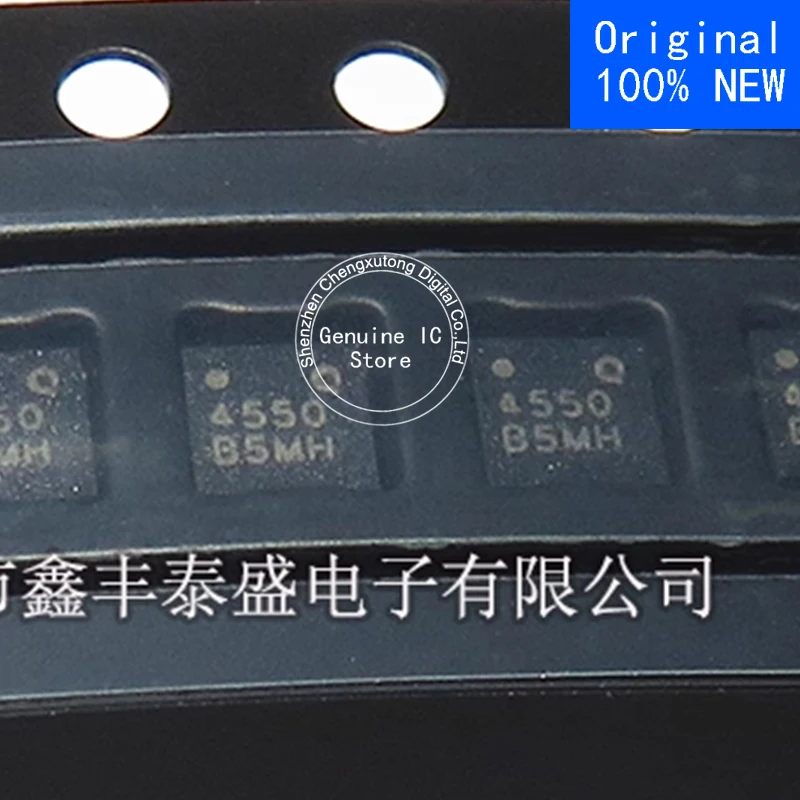 Original
100% NEW
Shenzhen Chengxutong Digital Co.,Ltd
Genuine IC
Store
4550
B5MH
4550
B5MH
鑫丰泰盛电子有限公司